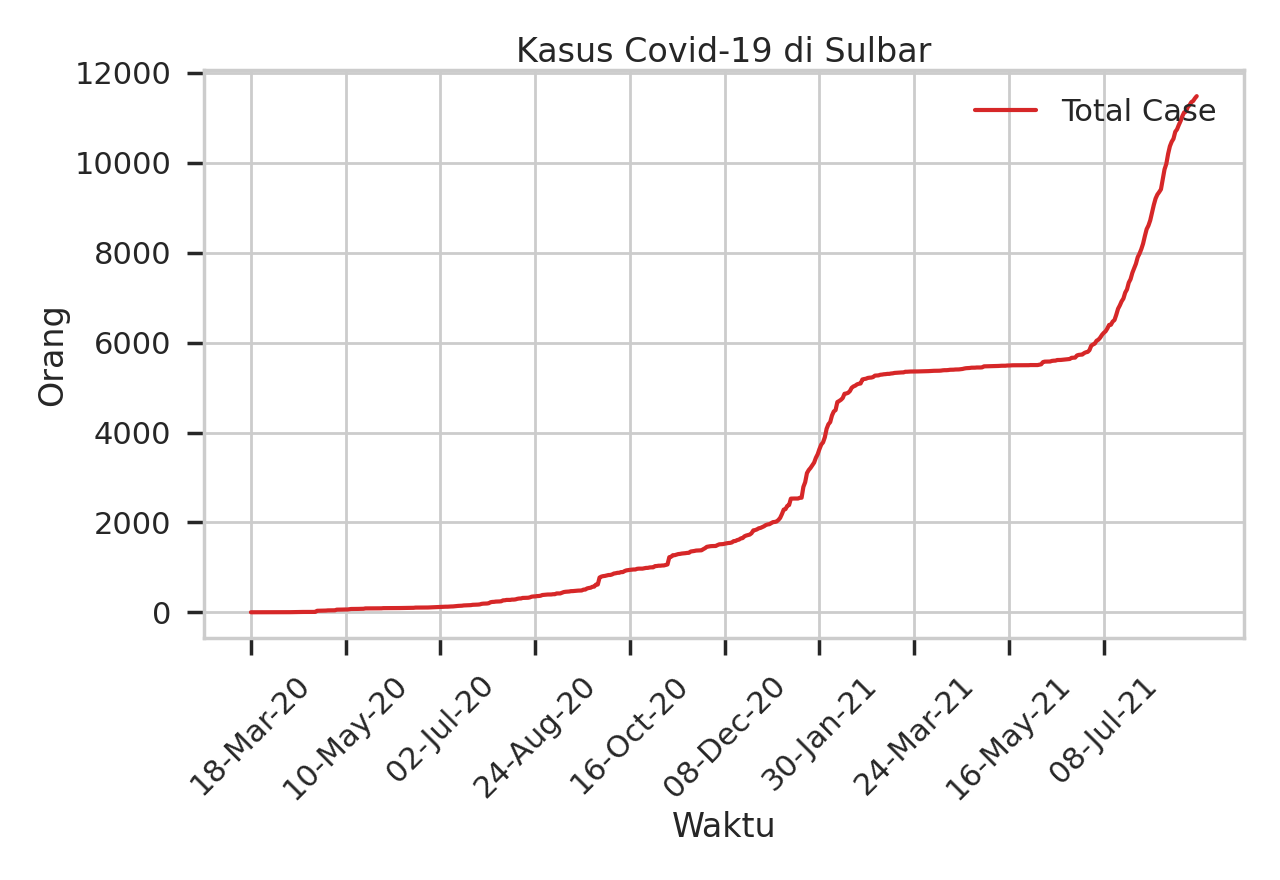 Kasus Covid-19 di Sulbar
12000
10000
8000
6000
4000
2000
0
Orang
Total Case
18-Mar-20
10-May-20
02-Jul-20
24-Aug-20
16-Oct-20
08-Dec-20
30-Jan-21
24-Mar-21
16-May-21
08-Jul-21
Waktu